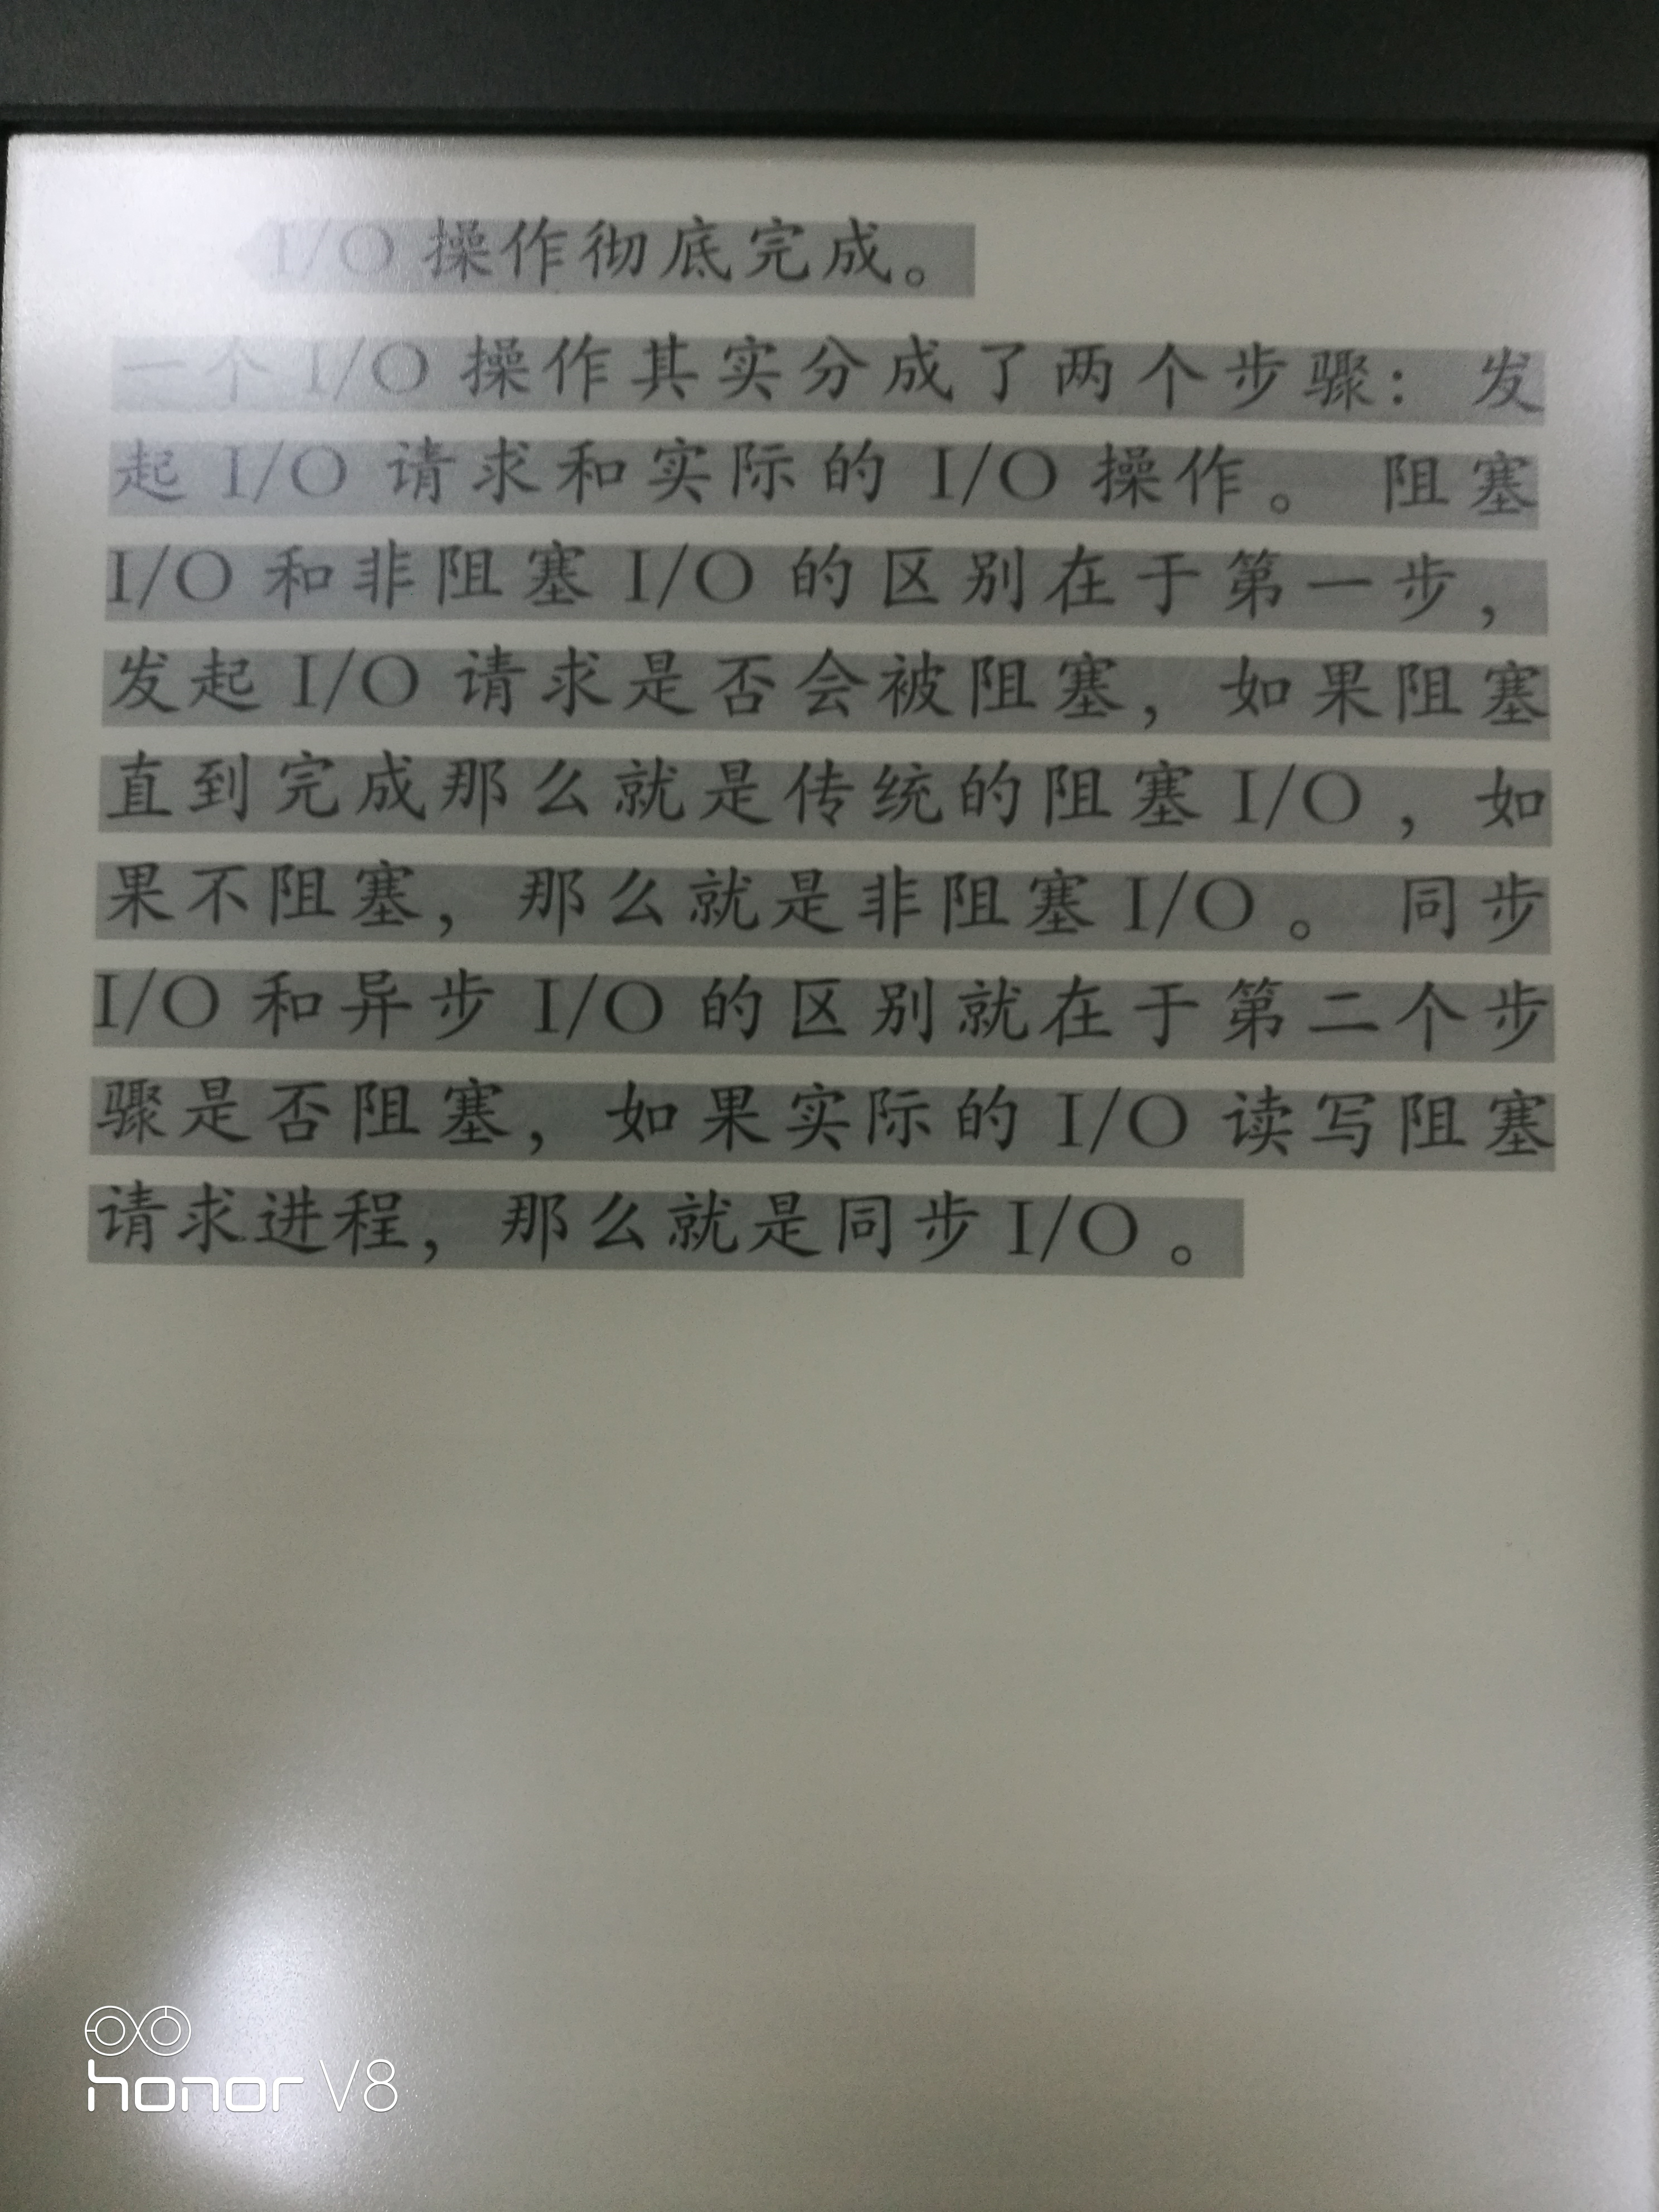 I/O 操作彻底完成。
一个 I/O 操作其实分成了两个步骤：发
起 I/O 请求和实际的 I/O 操作。 阻塞
I/O 和非阻塞 I/O 的区别在于第一步，
发起 I/O 请求是否会被阻塞，如果阻塞
直到完成那么就是传统的阻塞 I/O ，如
果不阻塞，那么就是非阻塞 I/O 。 同步
I/O 和异步 I/O 的区别就在于第二个步
骤是否阻塞，如果实际的 I/O 读写阻塞
请求进程，那么就是同步 I/O 。
honor V8